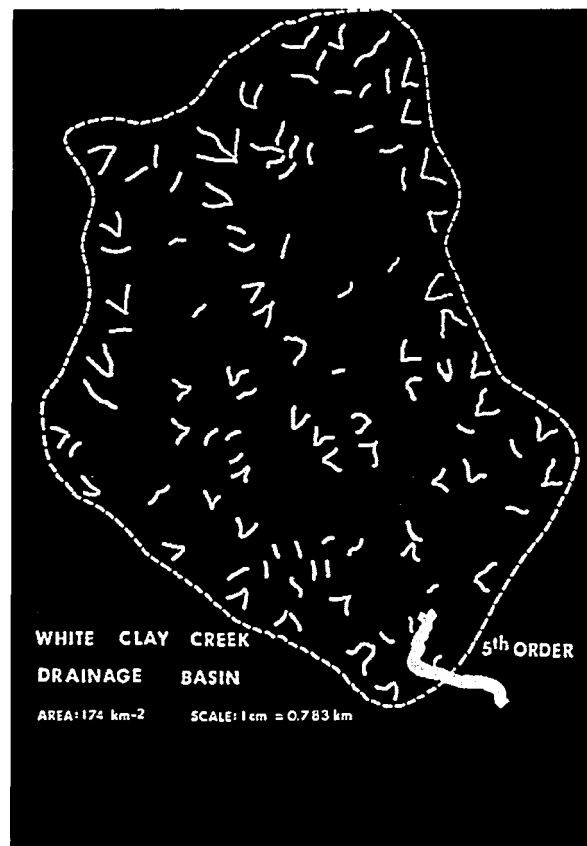 5th ORDER
WHITE CLAY CREEK
DRAINAGE BASIN
AREA: 174 km-2 SCALE: 1 cm = 0.783 km